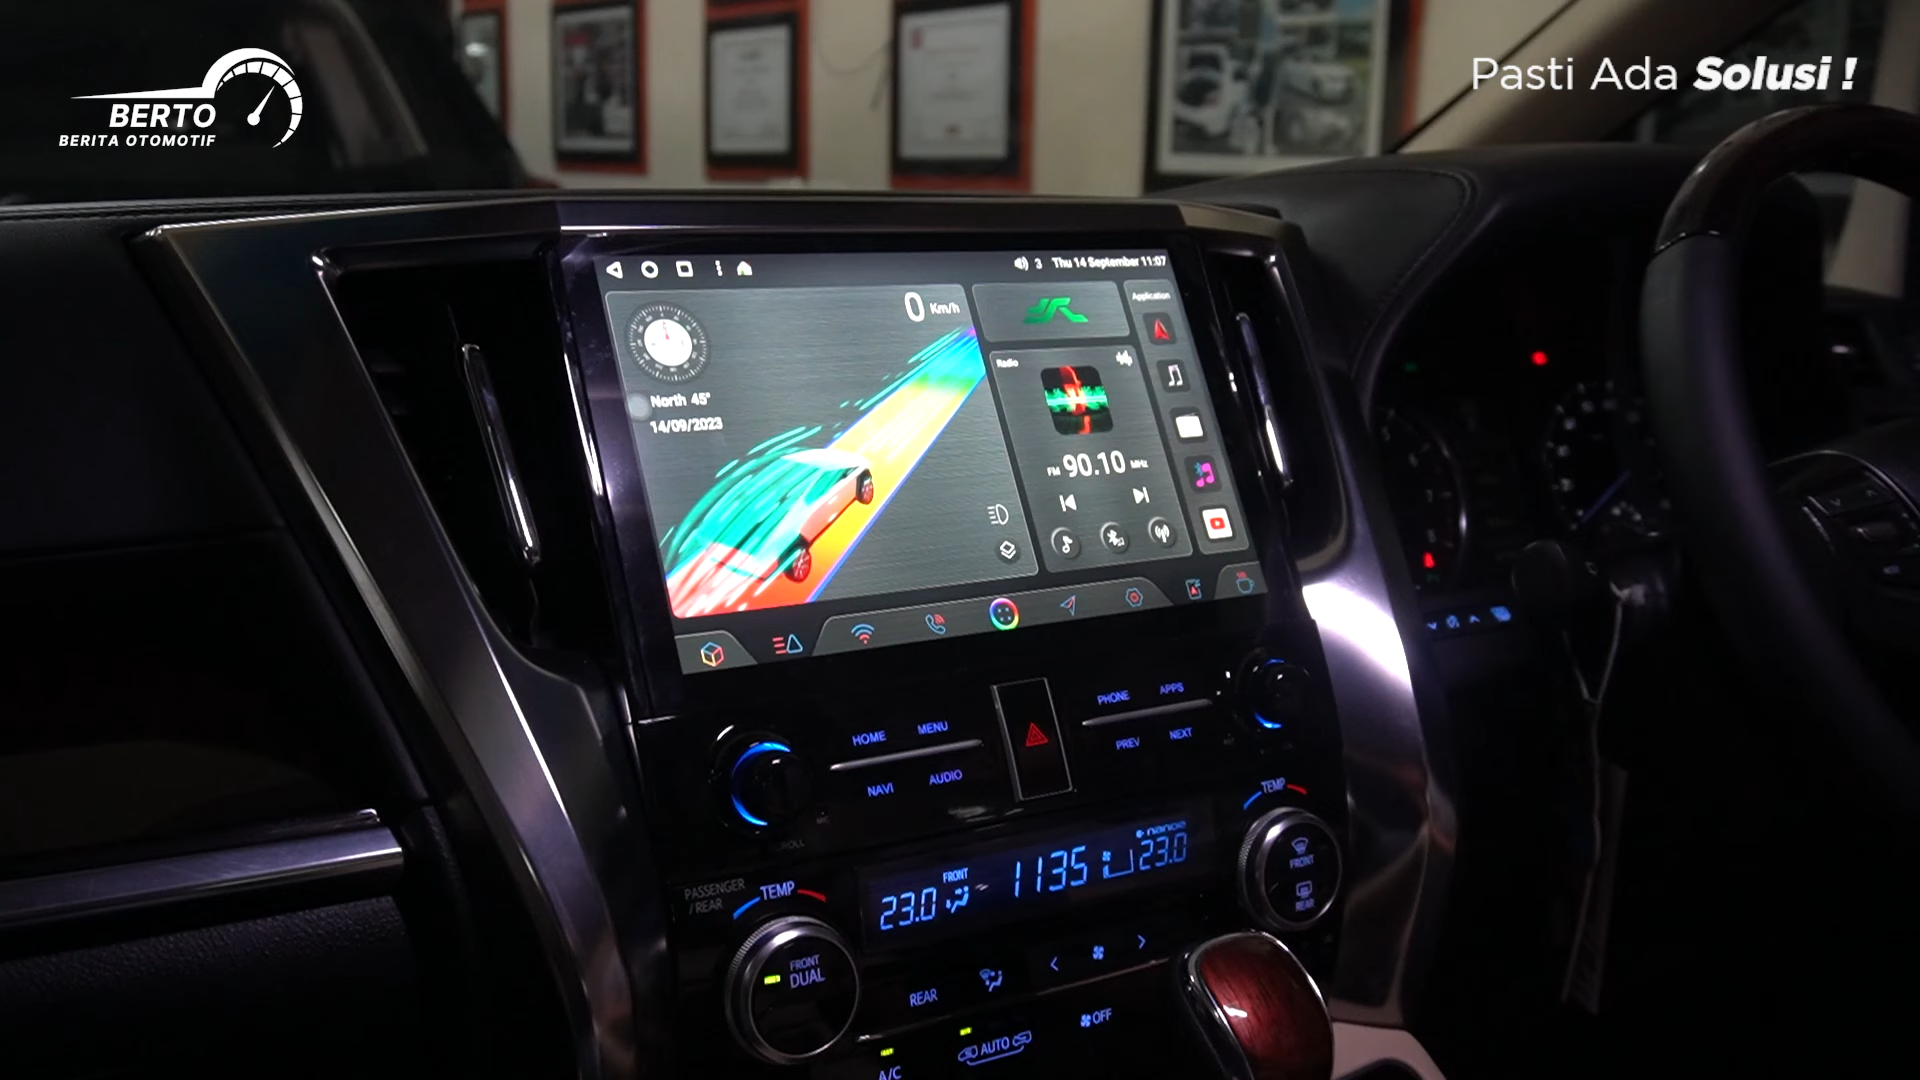 BERTO
BERITA OTOMOTIF
Pasti Ada Solusi !
3 Thu 14 September 11:07
0 Km/h
Application
North 45°
14/09/2023
Radio
FM 90.10 MHz
HOME MENU
NAVI AUDIO
PHONE APPS
PREV NEXT
TEMP
PASSENGER
/ REAR
TEMP
FRONT
23.0 1135 23.0
nanoe
FRONT
REAR
FRONT
DUAL
REAR
OFF
AUTO
A/C